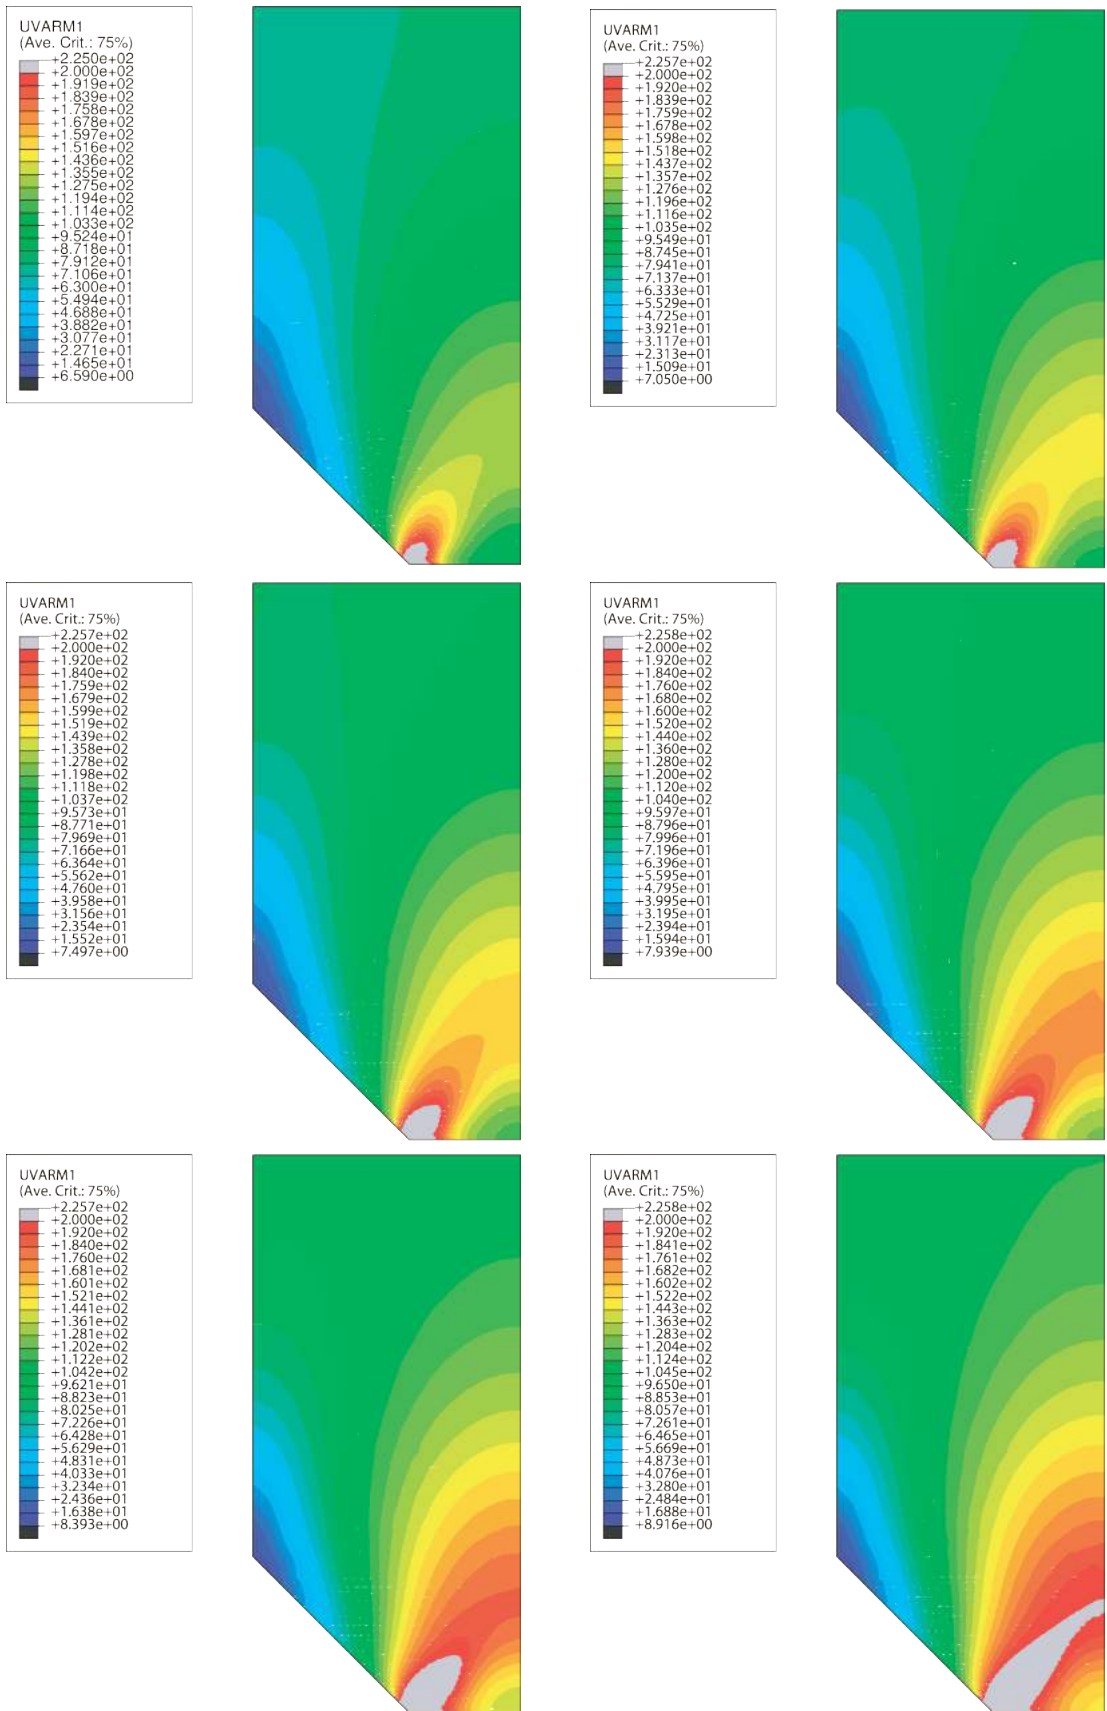 UVARM1
(Ave. Crit.: 75%)
+2.250e+02
+2.000e+02
+1.919e+02
+1.839e+02
+1.758e+02
+1.678e+02
+1.597e+02
+1.516e+02
+1.436e+02
+1.355e+02
+1.275e+02
+1.194e+02
+1.114e+02
+1.033e+02
+9.524e+01
+8.718e+01
+7.912e+01
+7.106e+01
+6.300e+01
+5.494e+01
+4.688e+01
+3.882e+01
+3.077e+01
+2.271e+01
+1.465e+01
+6.590e+00
UVARM1
(Ave. Crit.: 75%)
+2.257e+02
+2.000e+02
+1.920e+02
+1.839e+02
+1.759e+02
+1.678e+02
+1.598e+02
+1.518e+02
+1.437e+02
+1.357e+02
+1.276e+02
+1.196e+02
+1.116e+02
+1.035e+02
+9.549e+01
+8.745e+01
+7.941e+01
+7.137e+01
+6.333e+01
+5.529e+01
+4.725e+01
+3.921e+01
+3.117e+01
+2.313e+01
+1.509e+01
+7.050e+00
UVARM1
(Ave. Crit.: 75%)
+2.257e+02
+2.000e+02
+1.920e+02
+1.840e+02
+1.759e+02
+1.679e+02
+1.599e+02
+1.519e+02
+1.439e+02
+1.358e+02
+1.278e+02
+1.198e+02
+1.118e+02
+1.037e+02
+9.573e+01
+8.771e+01
+7.969e+01
+7.166e+01
+6.364e+01
+5.562e+01
+4.760e+01
+3.958e+01
+3.156e+01
+2.354e+01
+1.552e+01
+7.497e+00
UVARM1
(Ave. Crit.: 75%)
+2.258e+02
+2.000e+02
+1.920e+02
+1.840e+02
+1.760e+02
+1.680e+02
+1.600e+02
+1.520e+02
+1.440e+02
+1.360e+02
+1.280e+02
+1.200e+02
+1.120e+02
+1.040e+02
+9.597e+01
+8.796e+01
+7.996e+01
+7.196e+01
+6.396e+01
+5.595e+01
+4.795e+01
+3.995e+01
+3.195e+01
+2.394e+01
+1.594e+01
+7.939e+00
UVARM1
(Ave. Crit.: 75%)
+2.257e+02
+2.000e+02
+1.920e+02
+1.840e+02
+1.760e+02
+1.681e+02
+1.601e+02
+1.521e+02
+1.441e+02
+1.361e+02
+1.281e+02
+1.202e+02
+1.122e+02
+1.042e+02
+9.621e+01
+8.823e+01
+8.025e+01
+7.226e+01
+6.428e+01
+5.629e+01
+4.831e+01
+4.033e+01
+3.234e+01
+2.436e+01
+1.638e+01
+8.393e+00
UVARM1
(Ave. Crit.: 75%)
+2.258e+02
+2.000e+02
+1.920e+02
+1.841e+02
+1.761e+02
+1.682e+02
+1.602e+02
+1.522e+02
+1.443e+02
+1.363e+02
+1.283e+02
+1.204e+02
+1.124e+02
+1.045e+02
+9.650e+01
+8.853e+01
+8.057e+01
+7.261e+01
+6.465e+01
+5.669e+01
+4.873e+01
+4.076e+01
+3.280e+01
+2.484e+01
+1.688e+01
+8.916e+00